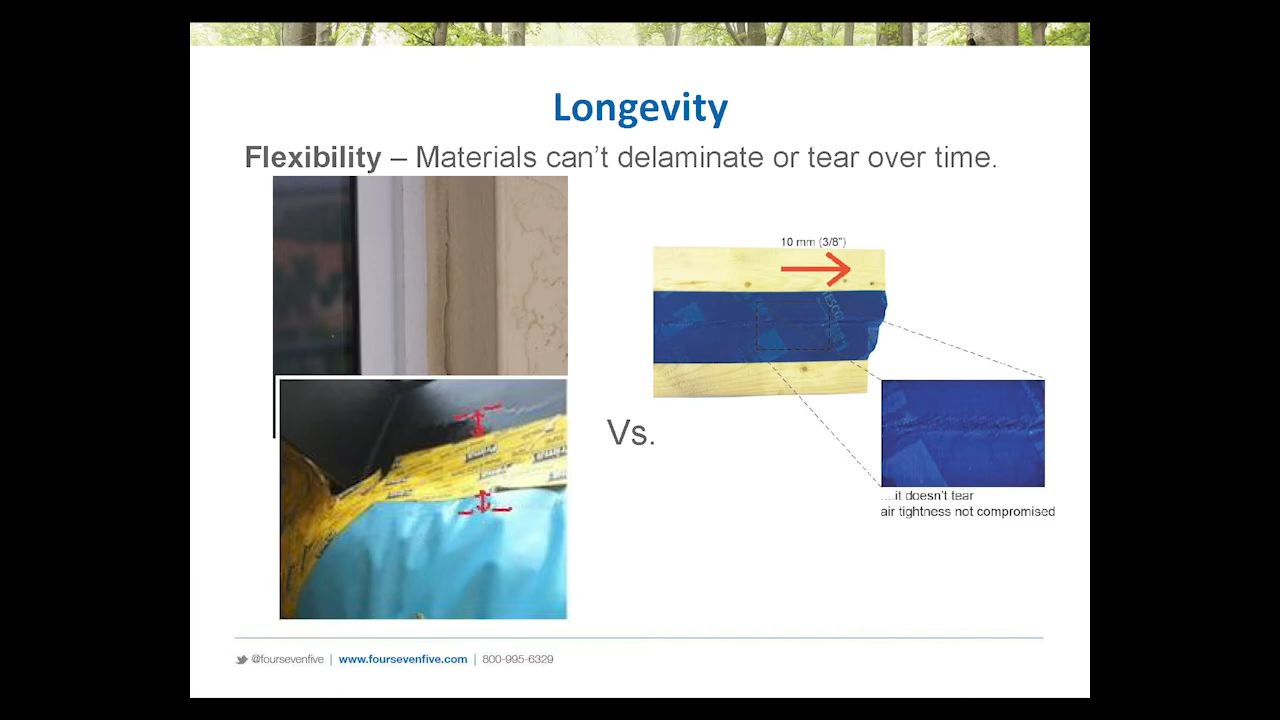 Longevity
Flexibility – Materials can’t delaminate or tear over time.
10 mm (3/8")
TESCON
Vs.
....it doesn’t tear
air tightness not compromised
@foursevenfive | www.foursevenfive.com | 800-995-6329